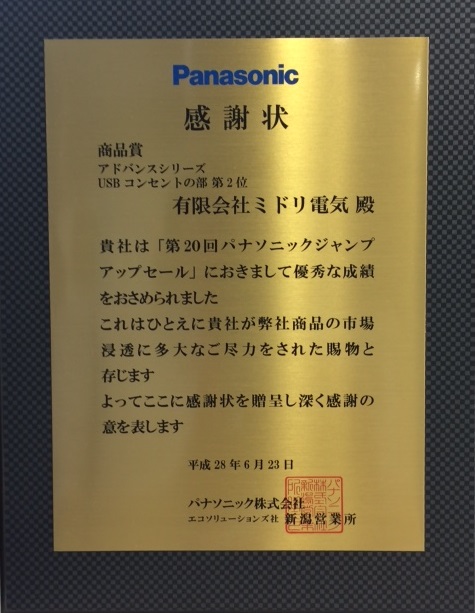 Panasonic
感謝状
商品賞
アドバンスシリーズ
USBコンセントの部 第2位
有限会社ミドリ電気 殿
貴社は「第20回パナソニックジャンプ
アップセール」におきまして優秀な成績
をおさめられました
これはひとえに貴社が弊社商品の市場
浸透に多大なご尽力をされた賜物と
存じます
よってここに感謝状を贈呈し深く感謝の
意を表します
平成28年6月23日
パナソニック株式会社
エコソリューションズ社 新潟営業所